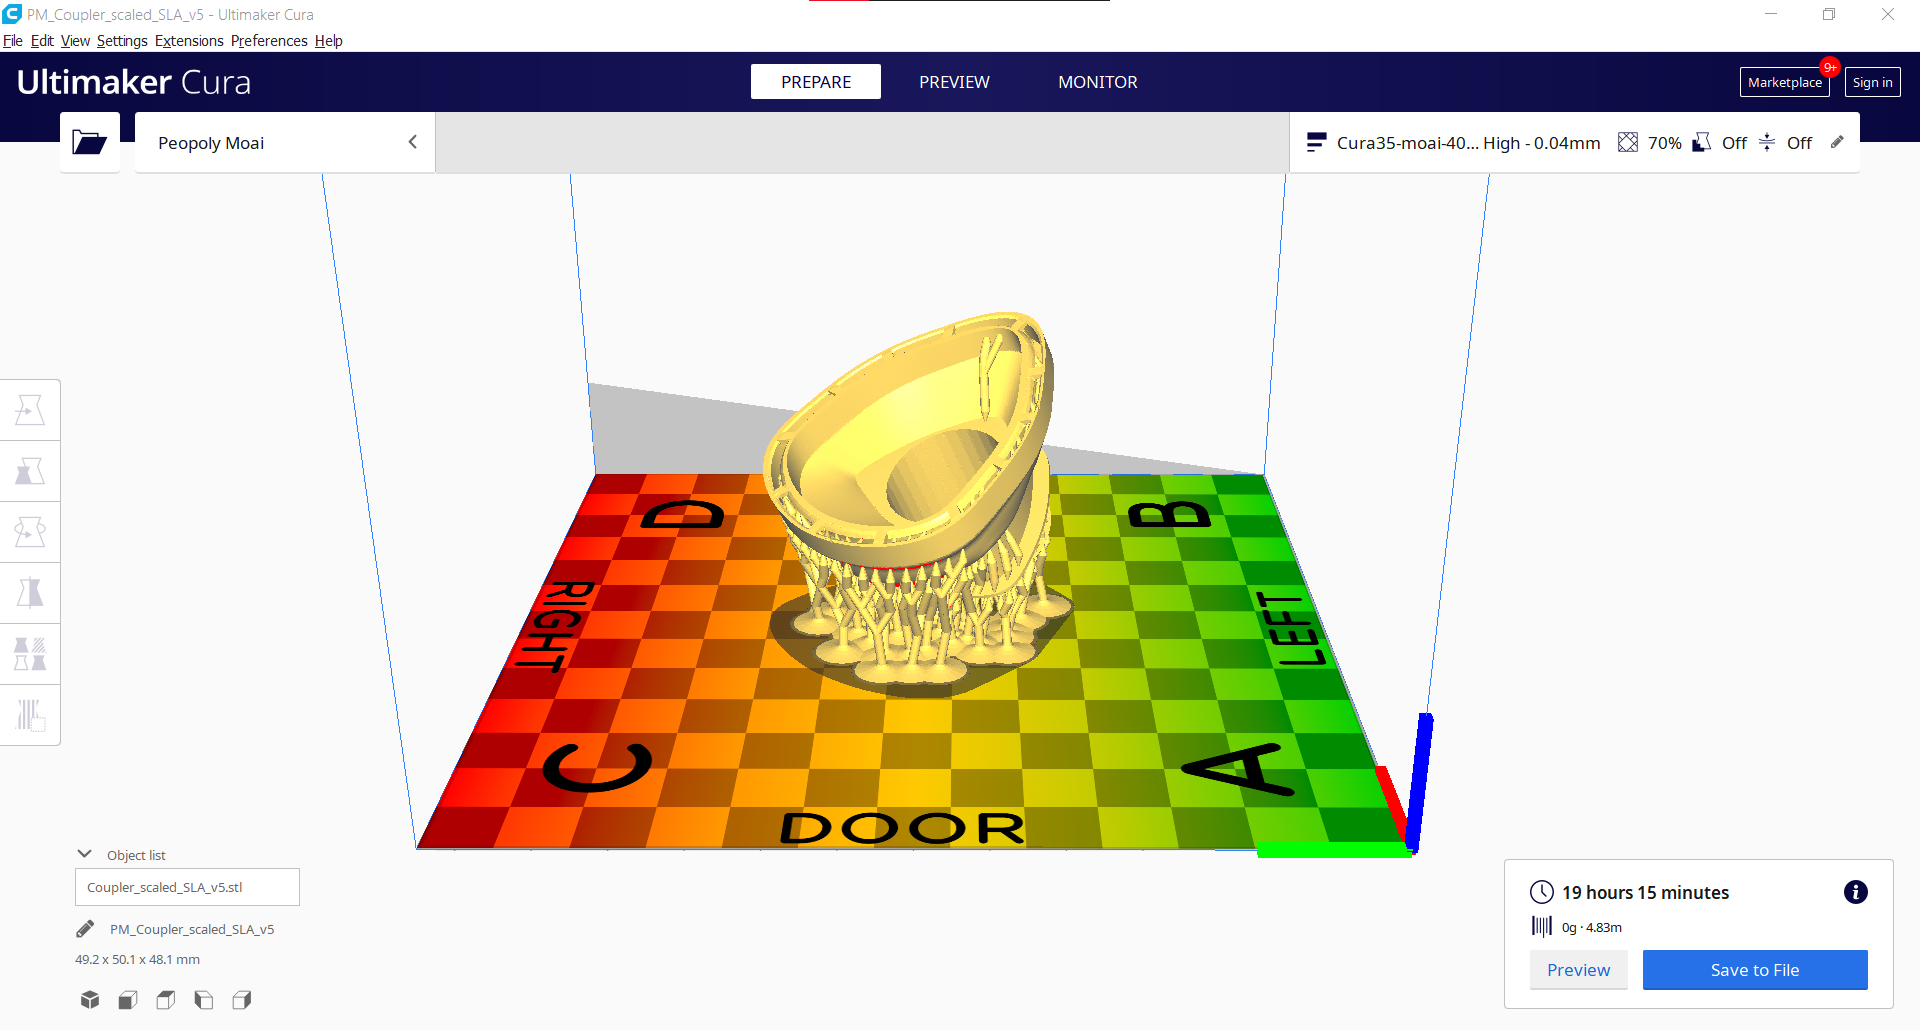 PM_Coupler_scaled_SLA_v5 - Ultimaker Cura
File Edit View Settings Extensions Preferences Help
Ultimaker Cura
PREPARE PREVIEW MONITOR
Marketplace 9+ Sign in
Peopoly Moai
Cura35-moai-40... High - 0.04mm 70% Off Off
D B
RIGHT LEFT
C A
DOOR
Object list
Coupler_scaled_SLA_v5.stl
PM_Coupler_scaled_SLA_v5
49.2 x 50.1 x 48.1 mm
19 hours 15 minutes
0g · 4.83m
Preview Save to File